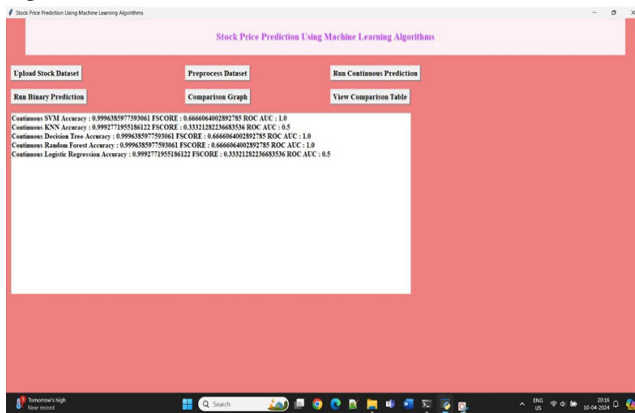 Stock Price Prediction Using Machine Learning Algorithms
Stock Price Prediction Using Machine Learning Algorithms
Upload Stock Dataset
Preprocess Dataset
Run Continuous Prediction
Run Binary Prediction
Comparison Graph
View Comparison Table
Continuous SVM Accuracy : 0.9996385977593061 FSCORE : 0.6666064002892785 ROC AUC : 1.0
Continuous KNN Accuracy : 0.9992771955186122 FSCORE : 0.33321282236683536 ROC AUC : 0.5
Continuous Decision Tree Accuracy : 0.9996385977593061 FSCORE : 0.6666064002892785 ROC AUC : 1.0
Continuous Random Forest Accuracy : 0.9996385977593061 FSCORE : 0.6666064002892785 ROC AUC : 1.0
Continuous Logistic Regression Accuracy : 0.9992771955186122 FSCORE : 0.33321282236683536 ROC AUC : 0.5
Tomorrow's high
Near record
Search
ENG
US
20:16
10-04-2024